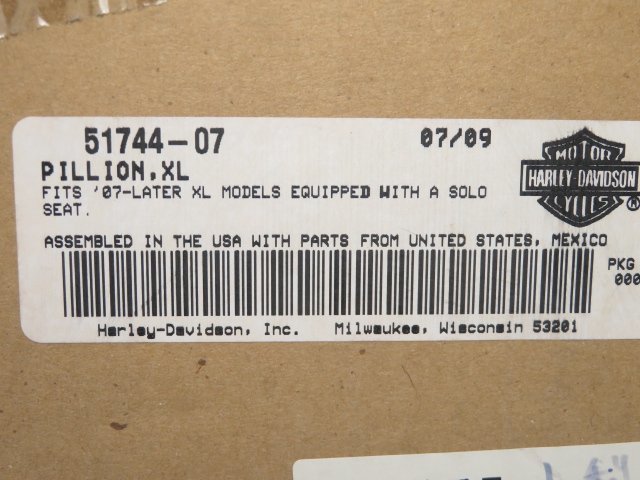 51744-07 07/09
PILLION,XL
FITS '07-LATER XL MODELS EQUIPPED WITH A SOLO
SEAT.
MOTOR
HARLEY-DAVIDSON
CYCLES
®
ASSEMBLED IN THE USA WITH PARTS FROM UNITED STATES, MEXICO
PKG
000
Harley-Davidson, Inc. Milwaukee, Wisconsin 53201